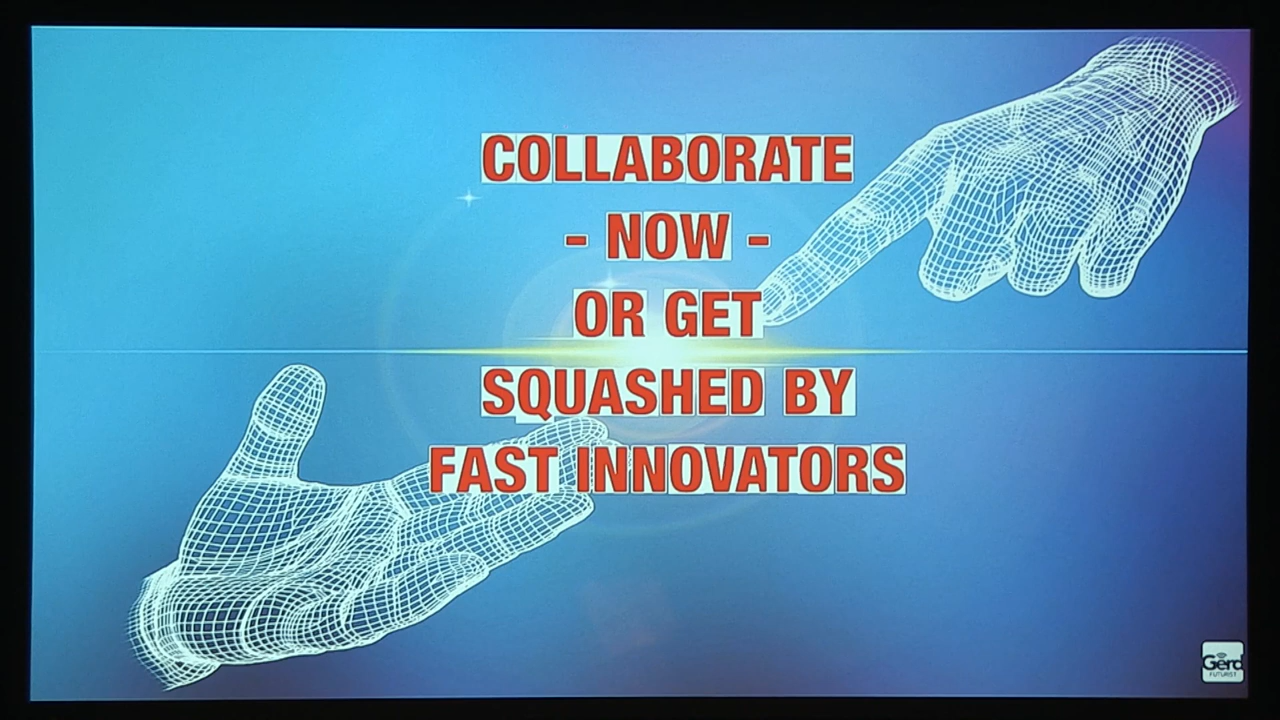 COLLABORATE
- NOW -
OR GET
SQUASHED BY
FAST INNOVATORS
Gerd
FUTURIST